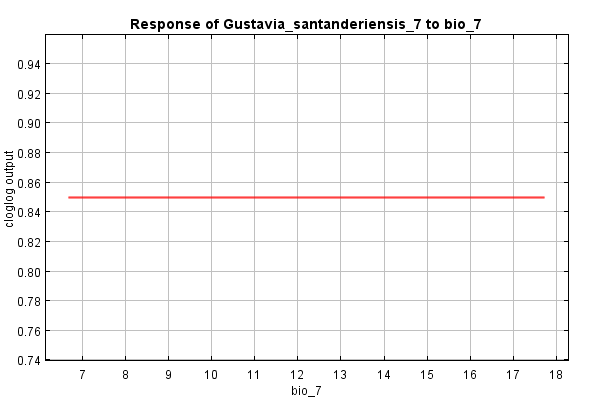 Response of Gustavia_santanderiensis_7 to bio_7
cloglog output
0.94
0.92
0.90
0.88
0.86
0.84
0.82
0.80
0.78
0.76
0.74
7 8 9 10 11 12 13 14 15 16 17 18
bio_7